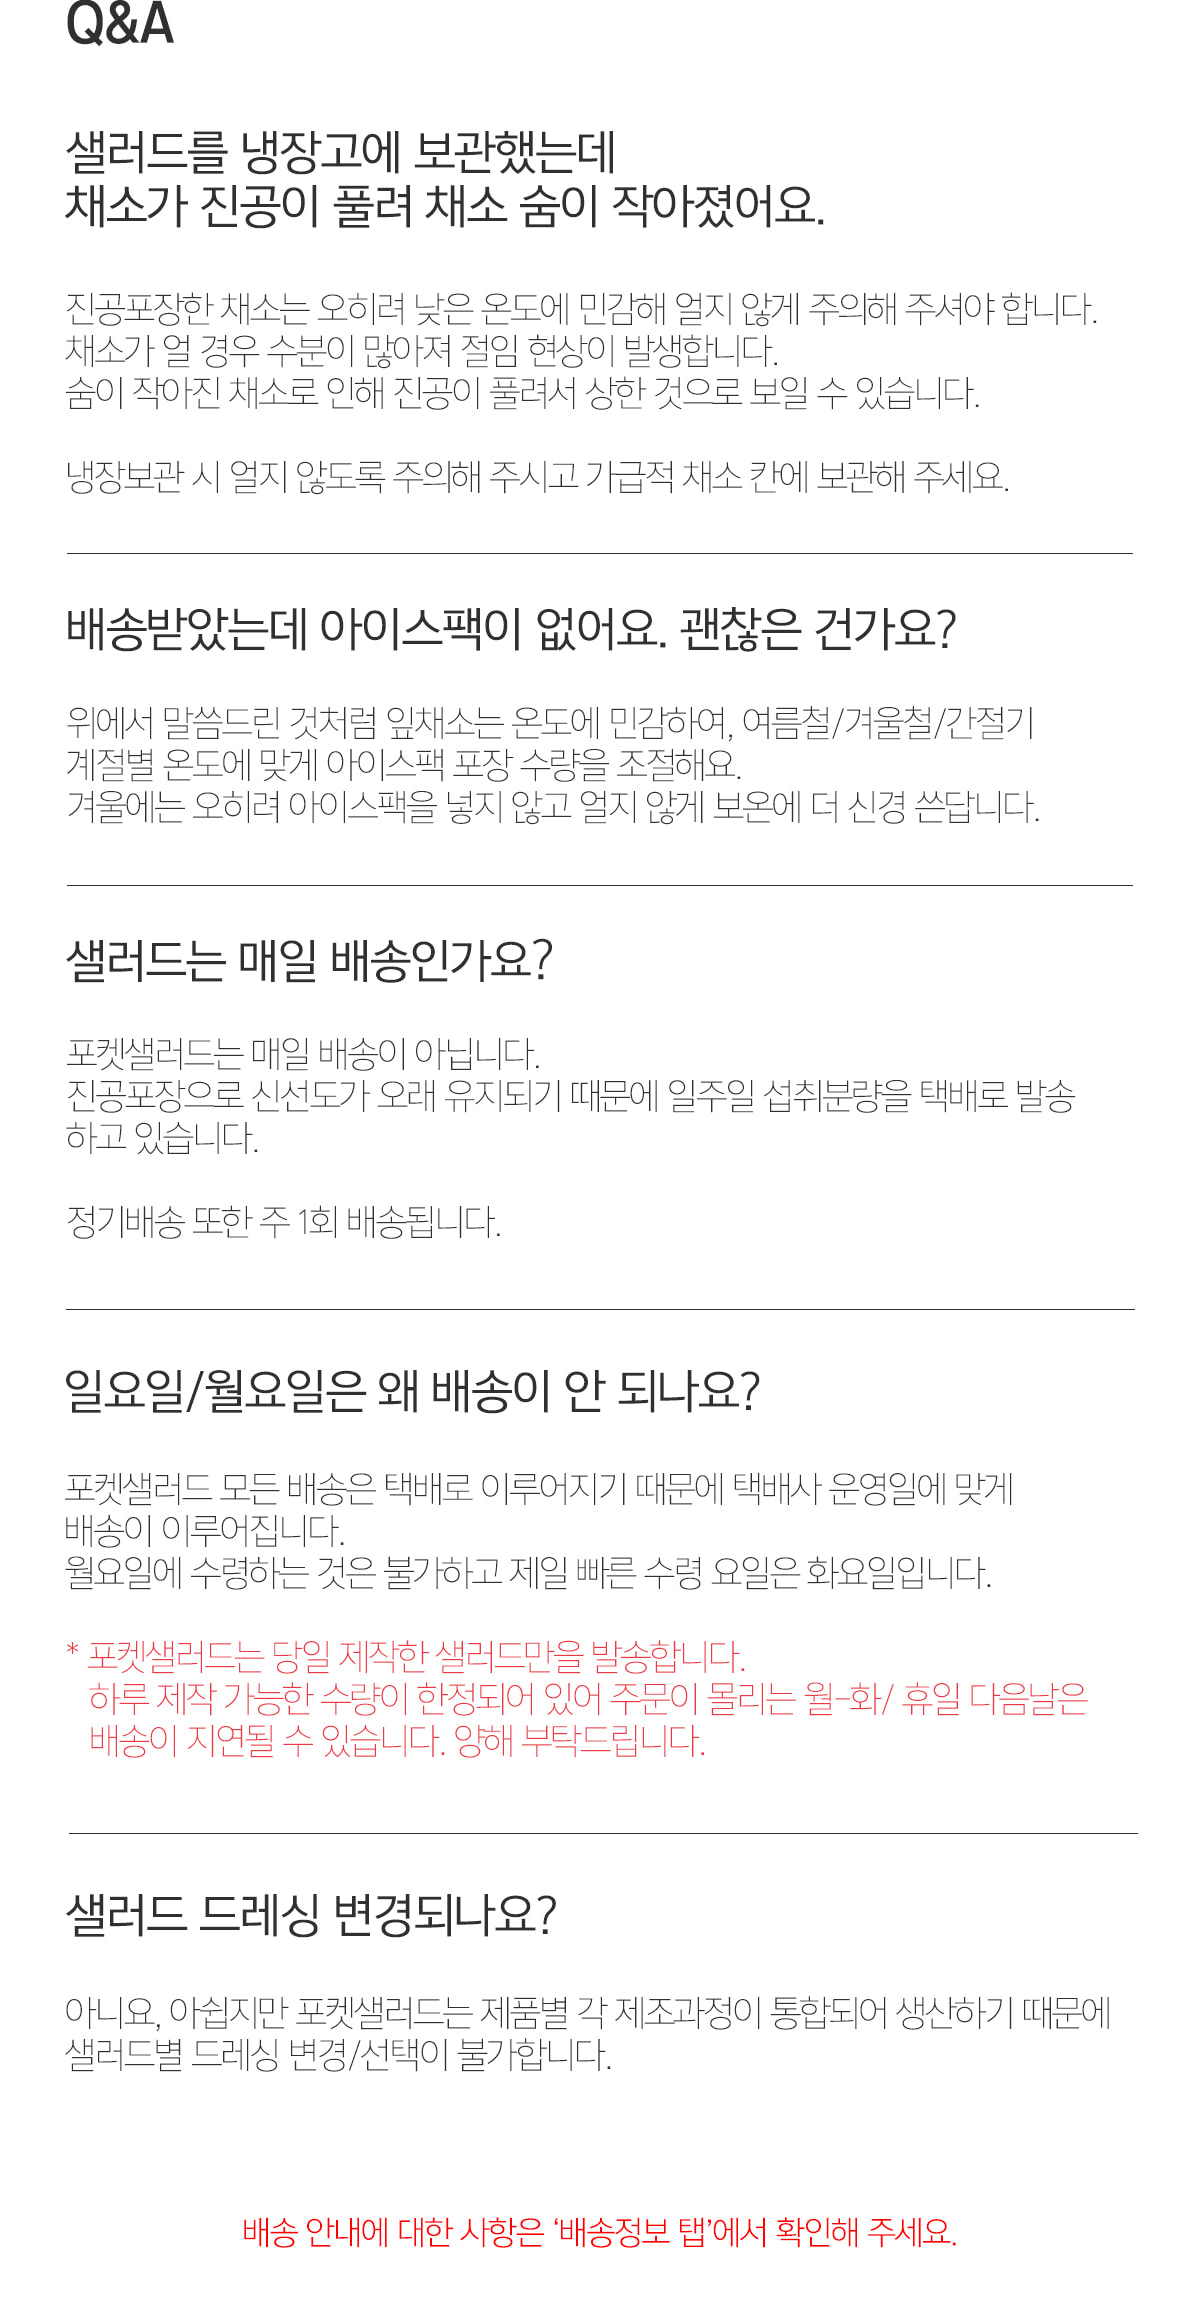 Q&A
샐러드를 냉장고에 보관했는데
채소가 진공이 풀려 채소 숨이 작아졌어요.
진공포장한 채소는 오히려 낮은 온도에 민감해 얼지 않게 주의해 주셔야 합니다.
채소가 얼 경우 수분이 많아져 절임 현상이 발생합니다.
숨이 작아진 채소로 인해 진공이 풀려서 상한 것으로 보일 수 있습니다.
냉장보관 시 얼지 않도록 주의해 주시고 가급적 채소 칸에 보관해 주세요.
배송받았는데 아이스팩이 없어요. 괜찮은 건가요?
위에서 말씀드린 것처럼 잎채소는 온도에 민감하여, 여름철/겨울철/간절기
계절별 온도에 맞게 아이스팩 포장 수량을 조절해요.
겨울에는 오히려 아이스팩을 넣지 않고 얼지 않게 보온에 더 신경 쓴답니다.
샐러드는 매일 배송인가요?
포켓샐러드는 매일 배송이 아닙니다.
진공포장으로 신선도가 오래 유지되기 때문에 일주일 섭취분량을 택배로 발송
하고 있습니다.
정기배송 또한 주 1회 배송됩니다.
일요일/월요일은 왜 배송이 안 되나요?
포켓샐러드 모든 배송은 택배로 이루어지기 때문에 택배사 운영일에 맞게
배송이 이루어집니다.
월요일에 수령하는 것은 불가하고 제일 빠른 수령 요일은 화요일입니다.
* 포켓샐러드는 당일 제작한 샐러드만을 발송합니다.
하루 제작 가능한 수량이 한정되어 있어 주문이 몰리는 월-화/ 휴일 다음날은
배송이 지연될 수 있습니다. 양해 부탁드립니다.
샐러드 드레싱 변경되나요?
아니요, 아쉽지만 포켓샐러드는 제품별 각 제조과정이 통합되어 생산하기 때문에
샐러드별 드레싱 변경/선택이 불가합니다.
배송 안내에 대한 사항은 ‘배송정보 탭’에서 확인해 주세요.